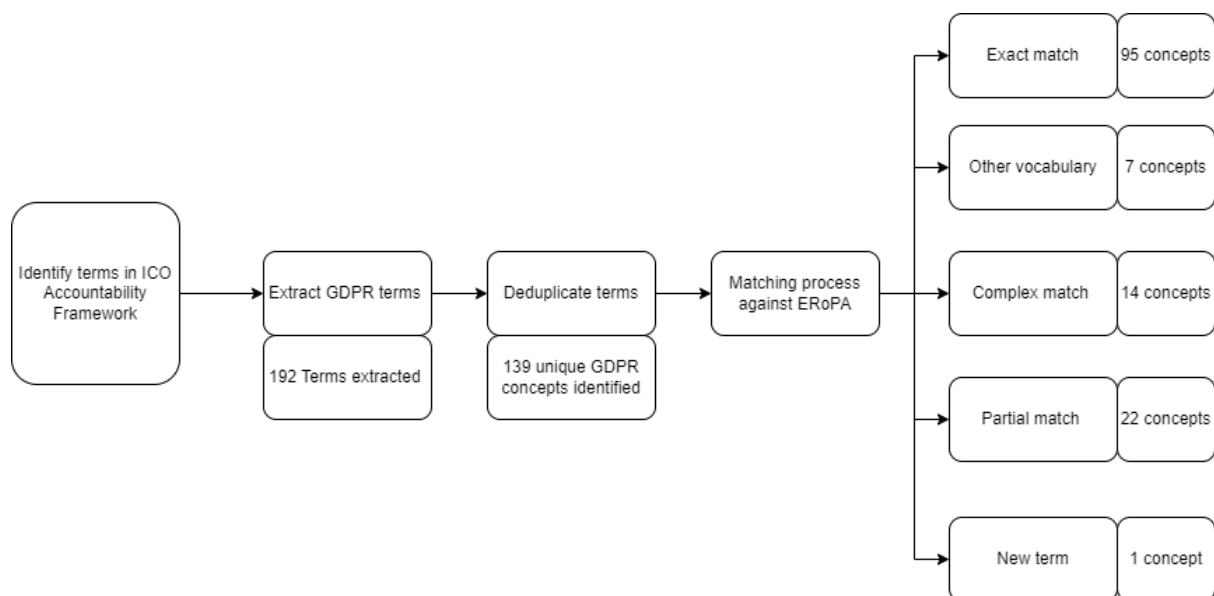 Identify terms in ICO
Accountability
Framework
Extract GDPR terms
192 Terms extracted
Deduplicate terms
139 unique GDPR
concepts identified
Matching process
against ERoPA
Exact match
95 concepts
Other vocabulary
7 concepts
Complex match
14 concepts
Partial match
22 concepts
New term
1 concept